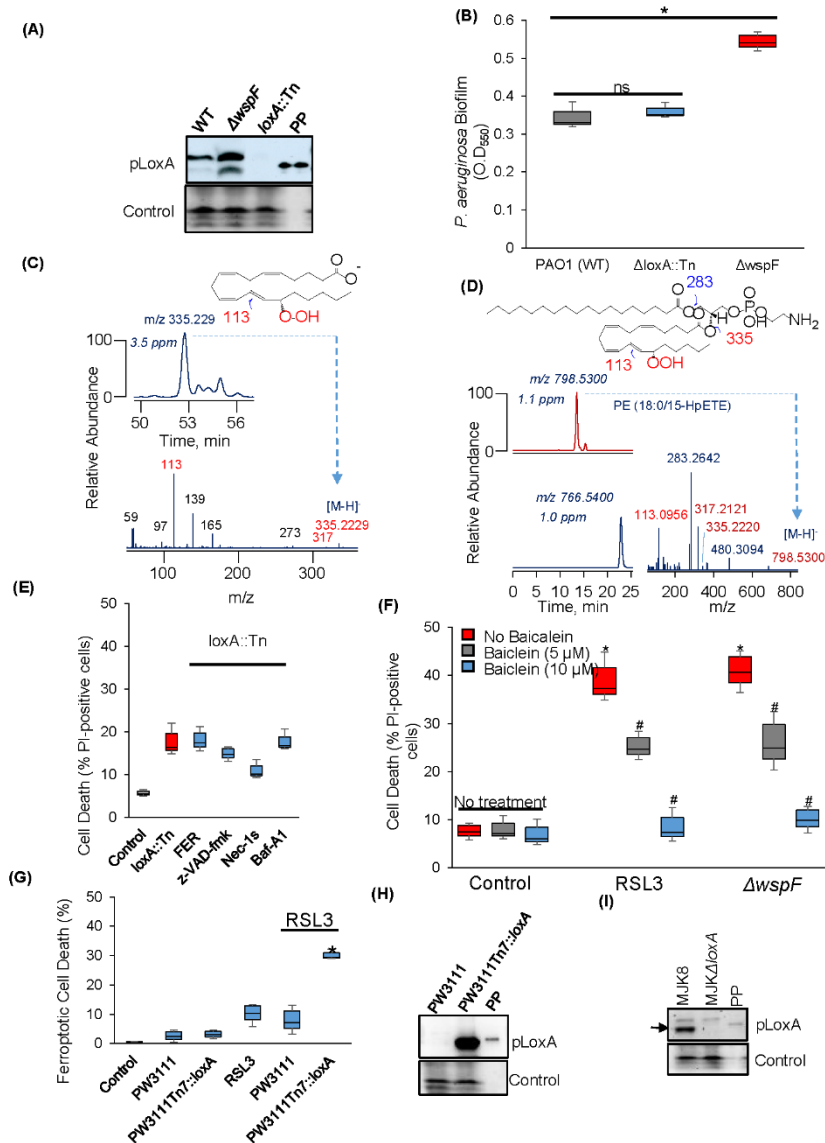 (A)
WT
ΔwspF
loxA::Tn
PP
pLoxA
Control
(B)
*
ns
0.6
0.5
0.4
0.3
0.2
0.1
0
P. aeruginosa Biofilm
(O.D550)
PAO1 (WT)
ΔloxA::Tn
ΔwspF
(C)
O
O
-
113
O-OH
m/z 335.229
3.5 ppm
100
0
50
53
56
Time, min
Relative Abundance
113
59
97
139
165
273
[M-H]-
335.2229
317
100
200
300
m/z
(D)
283
O
O
O
O
O
P
O
OH
H
NH2
335
113
OOH
m/z 798.5300
1.1 ppm
PE (18:0/15-HpETE)
100
0
m/z 766.5400
1.0 ppm
Relative Abundance
0 5 10 15 20 25
Time, min
283.2642
113.0956
317.2121
335.2220
480.3094
[M-H]-
798.5300
200 400 600 800
m/z
(E)
loxA::Tn
50
40
30
20
10
0
Cell Death (% PI-positive cells)
Control
loxA::Tn
FER
z-VAD-fmk
Nec-1s
Baf-A1
(F)
No Baicalein
Baiclein (5 µM)
Baiclein (10 µM)
50
40
30
20
10
0
Cell Death (% PI-positive
cells)
No treatment
*
#
#
*
#
#
Control
RSL3
ΔwspF
(G)
RSL3
*
50
40
30
20
10
0
Ferroptotic Cell Death (%)
Control
PW3111
PW3111Tn7::loxA
RSL3
PW3111
PW3111Tn7::loxA
(H)
PW3111
PW3111Tn7::loxA
PP
pLoxA
Control
(I)
MJK8
MJKΔloxA
PP
pLoxA
Control